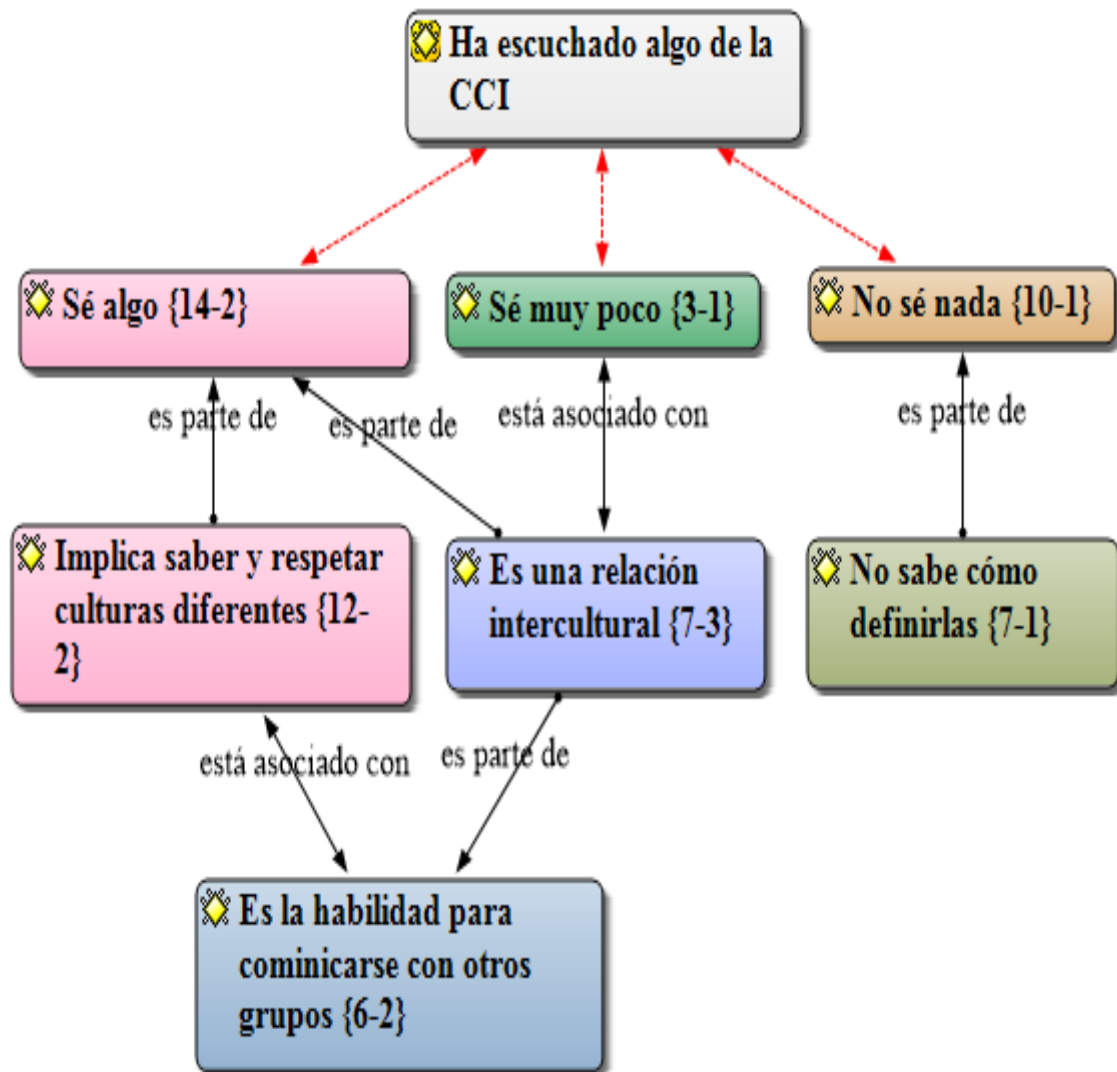 Ha escuchado algo de la
CCI
Sé algo {14-2}
Sé muy poco {3-1}
No sé nada {10-1}
es parte de
es parte de
está asociado con
es parte de
Implica saber y respetar
culturas diferentes {12-
2}
Es una relación
intercultural {7-3}
No sabe cómo
definirlas {7-1}
está asociado con
es parte de
Es la habilidad para
cominicarse con otros
grupos {6-2}